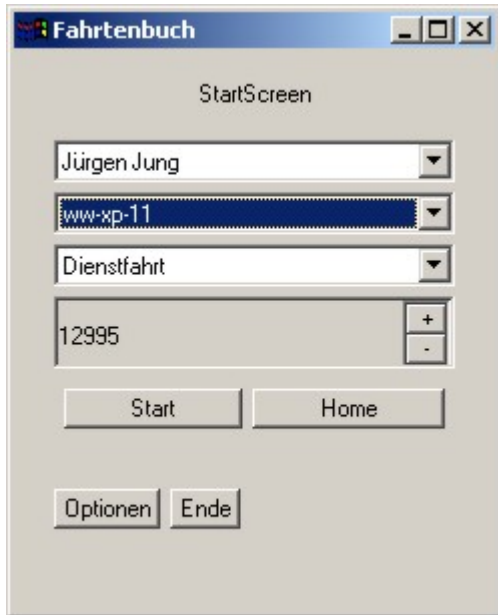 Fahrtenbuch
StartScreen
Jürgen Jung
ww-xp-11
Dienstfahrt
12995
+
-
Start Home
Optionen Ende